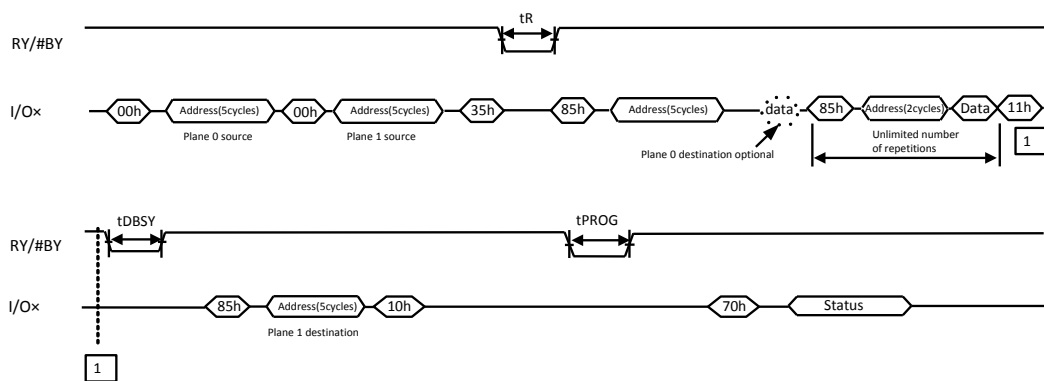 tR
RY/#BY
I/O×
00h
Address(5cycles)
00h
Address(5cycles)
35h
85h
Address(5cycles)
data
85h
Address(2cycles)
Data
11h
Plane 0 source
Plane 1 source
Plane 0 destination optional
Unlimited number
of repetitions
1
tDBSY
tPROG
RY/#BY
I/O×
85h
Address(5cycles)
10h
70h
Status
Plane 1 destination
1